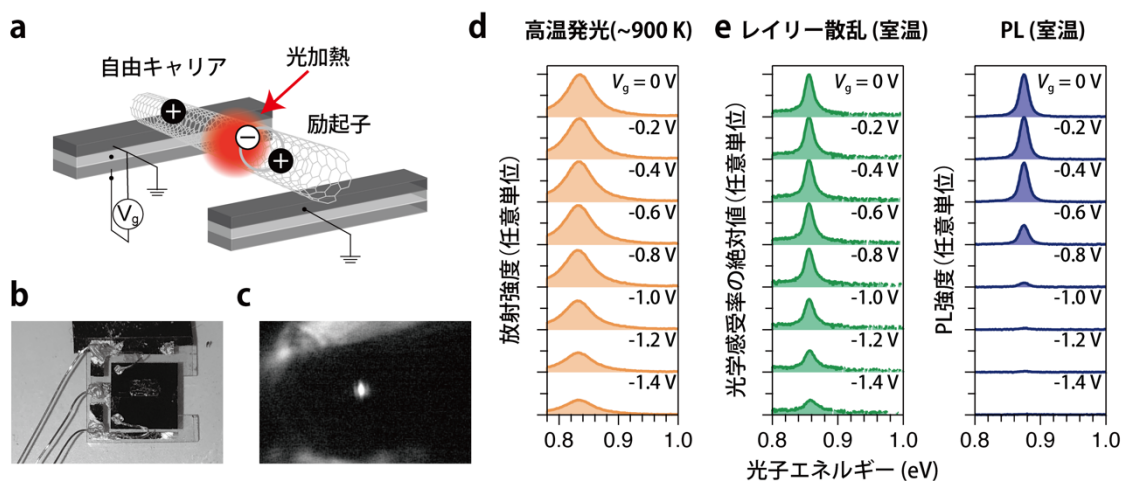 a
自由キャリア
光加熱
励起子
+
−
+
Vg
b
c
d 高温発光(~900 K)
放射強度(任意単位)
Vg = 0 V
-0.2 V
-0.4 V
-0.6 V
-0.8 V
-1.0 V
-1.2 V
-1.4 V
0.8 0.9 1.0
e レイリー散乱 (室温)
光学感受率の絶対値(任意単位)
Vg = 0 V
-0.2 V
-0.4 V
-0.6 V
-0.8 V
-1.0 V
-1.2 V
-1.4 V
0.8 0.9 1.0
PL (室温)
PL強度(任意単位)
Vg = 0 V
-0.2 V
-0.4 V
-0.6 V
-0.8 V
-1.0 V
-1.2 V
-1.4 V
0.8 0.9 1.0
光子エネルギー (eV)